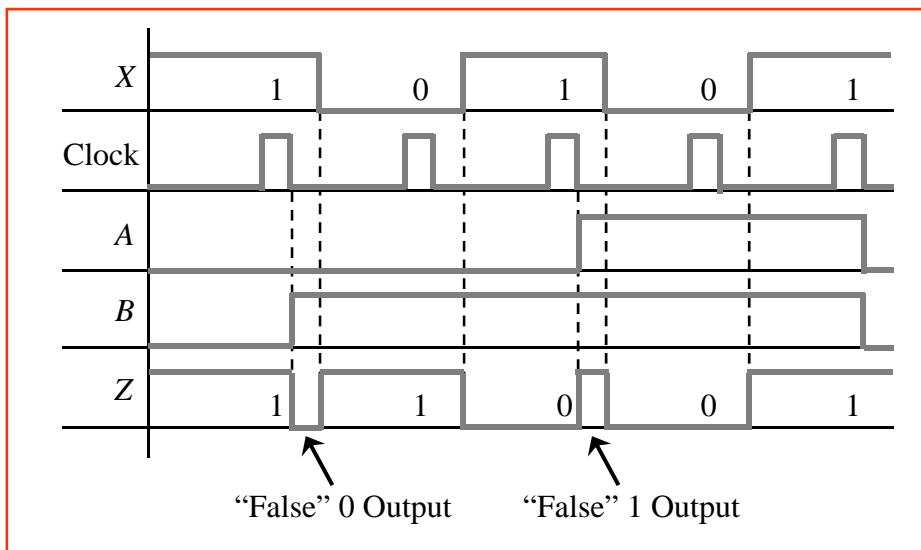 X 1 0 1 0 1
Clock
A
B
Z 1 1 0 0 1
“False” 0 Output “False” 1 Output